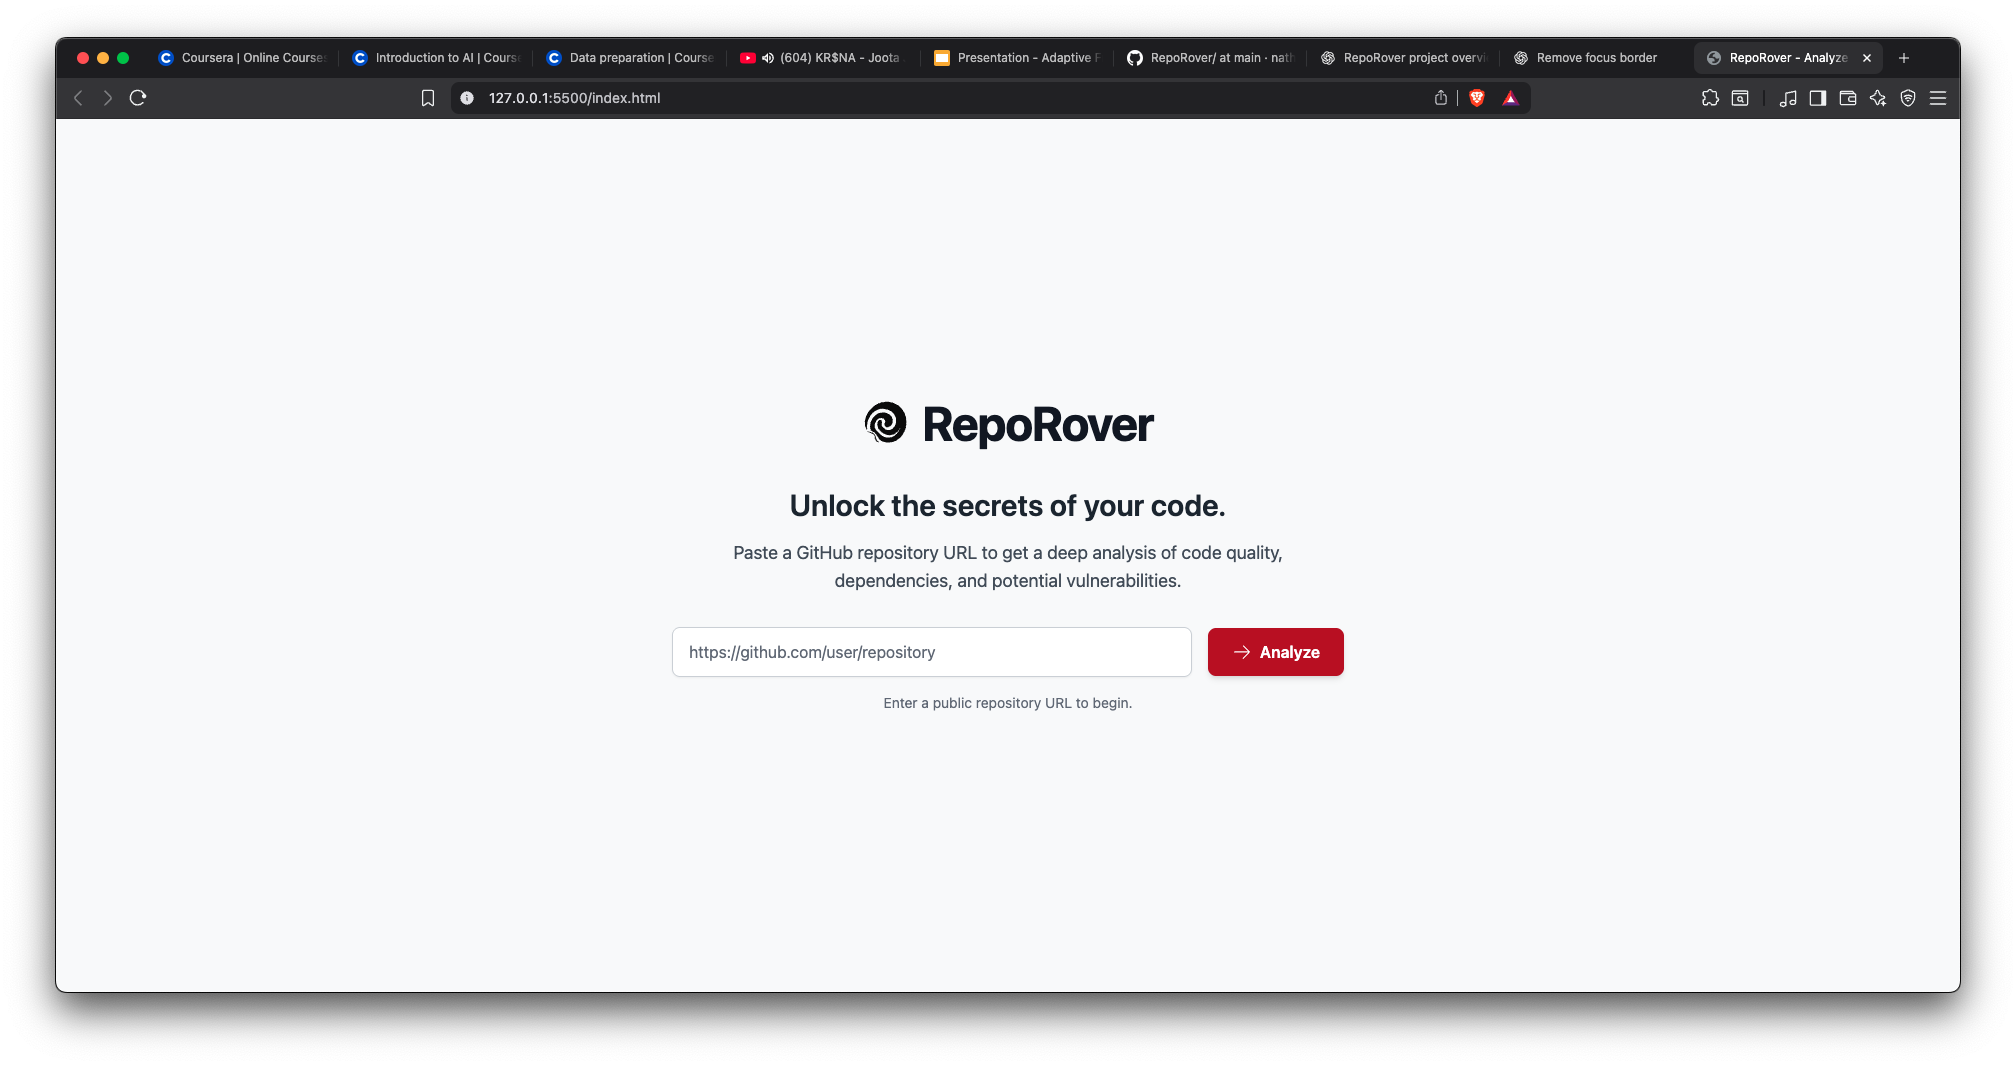 Coursera | Online Courses
Introduction to AI | Cours
Data preparation | Course
(604) KR$NA - Joota
Presentation - Adaptive
RepoRover/ at main · nath
RepoRover project overvi
Remove focus border
RepoRover - Analyze
127.0.0.1:5500/index.html
RepoRover
Unlock the secrets of your code.
Paste a GitHub repository URL to get a deep analysis of code quality,
dependencies, and potential vulnerabilities.
https://github.com/user/repository
Analyze
Enter a public repository URL to begin.